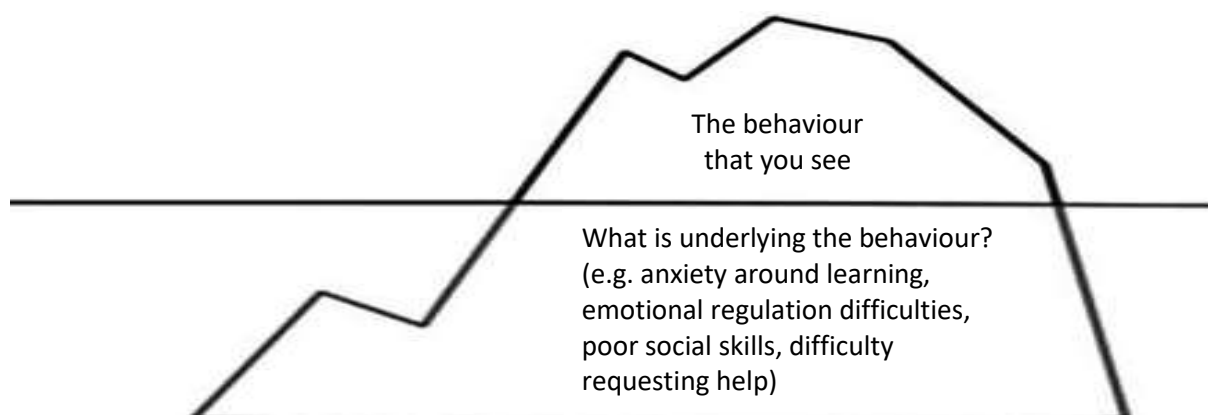 The behaviour
that you see
What is underlying the behaviour?
(e.g. anxiety around learning,
emotional regulation difficulties,
poor social skills, difficulty
requesting help)